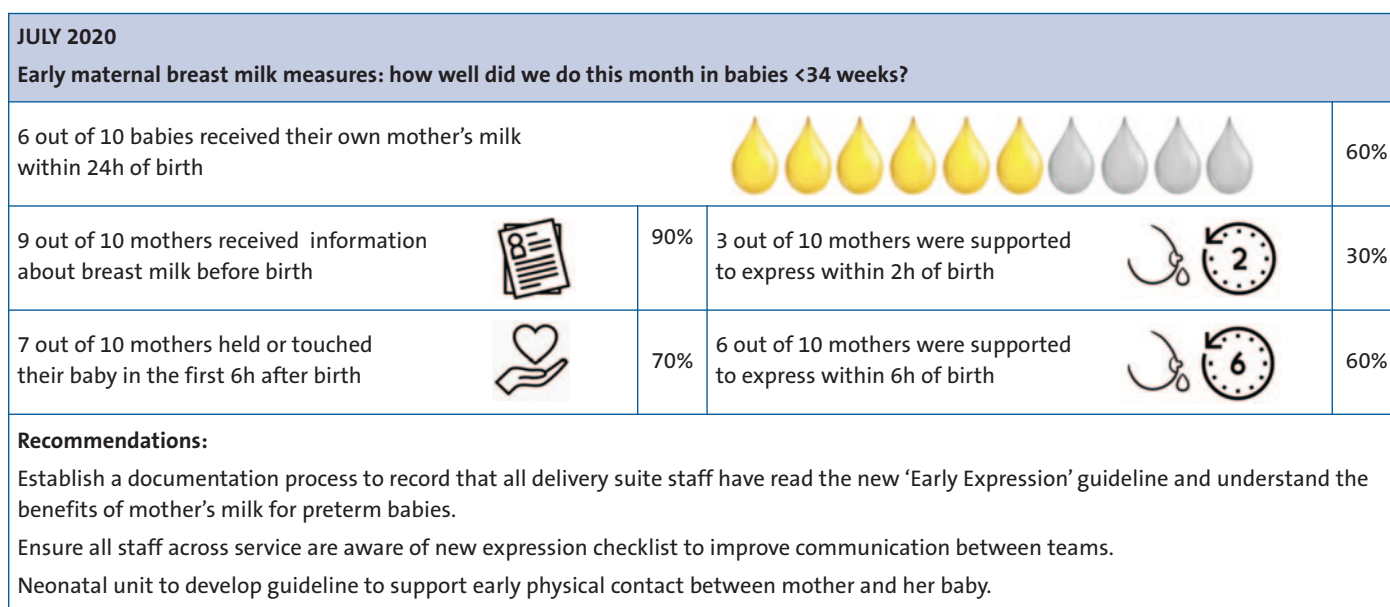 JULY 2020
Early maternal breast milk measures: how well did we do this month in babies <34 weeks?
6 out of 10 babies received their own mother’s milk
within 24h of birth
60%
9 out of 10 mothers received information
about breast milk before birth
90%
3 out of 10 mothers were supported
to express within 2h of birth
2
30%
7 out of 10 mothers held or touched
their baby in the first 6h after birth
70%
6 out of 10 mothers were supported
to express within 6h of birth
6
60%
Recommendations:
Establish a documentation process to record that all delivery suite staff have read the new ‘Early Expression’ guideline and understand the
benefits of mother’s milk for preterm babies.
Ensure all staff across service are aware of new expression checklist to improve communication between teams.
Neonatal unit to develop guideline to support early physical contact between mother and her baby.